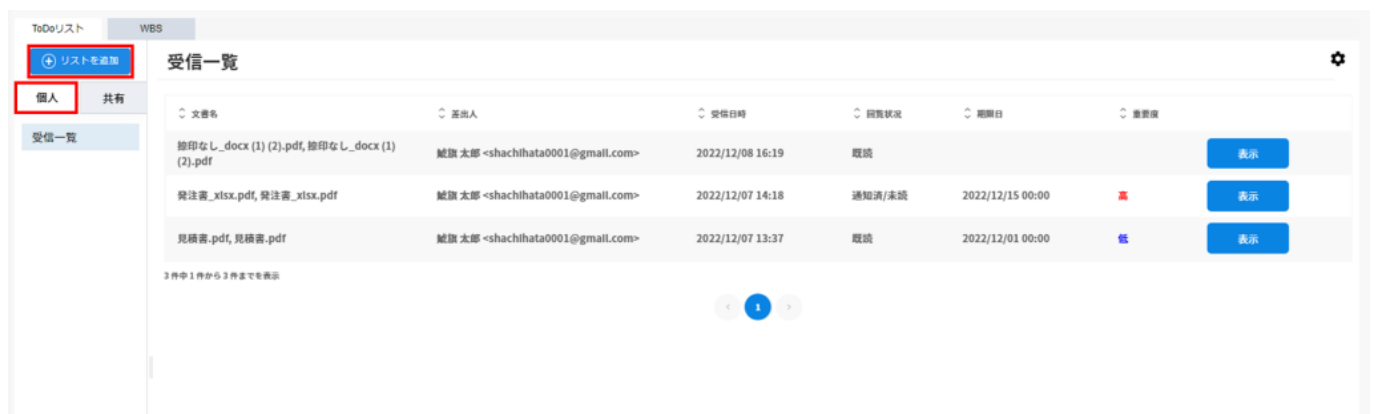 ToDoリスト WBS
リストを追加
受信一覧
個人 共有
受信一覧
文書名 差出人 受信日時 回覧状況 期限日 重要度
捺印なし_docx (1) (2).pdf, 捺印なし_docx (1)
(2).pdf
鯱旗 太郎 <shachihata0001@gmail.com> 2022/12/08 16:19 既読 表示
発注書_xlsx.pdf, 発注書_xlsx.pdf 鯱旗 太郎 <shachihata0001@gmail.com> 2022/12/07 14:18 通知済/未読 2022/12/15 00:00 高 表示
見積書.pdf, 見積書.pdf 鯱旗 太郎 <shachihata0001@gmail.com> 2022/12/07 13:37 既読 2022/12/01 00:00 低 表示
3 件中 1 件から 3 件までを表示
1